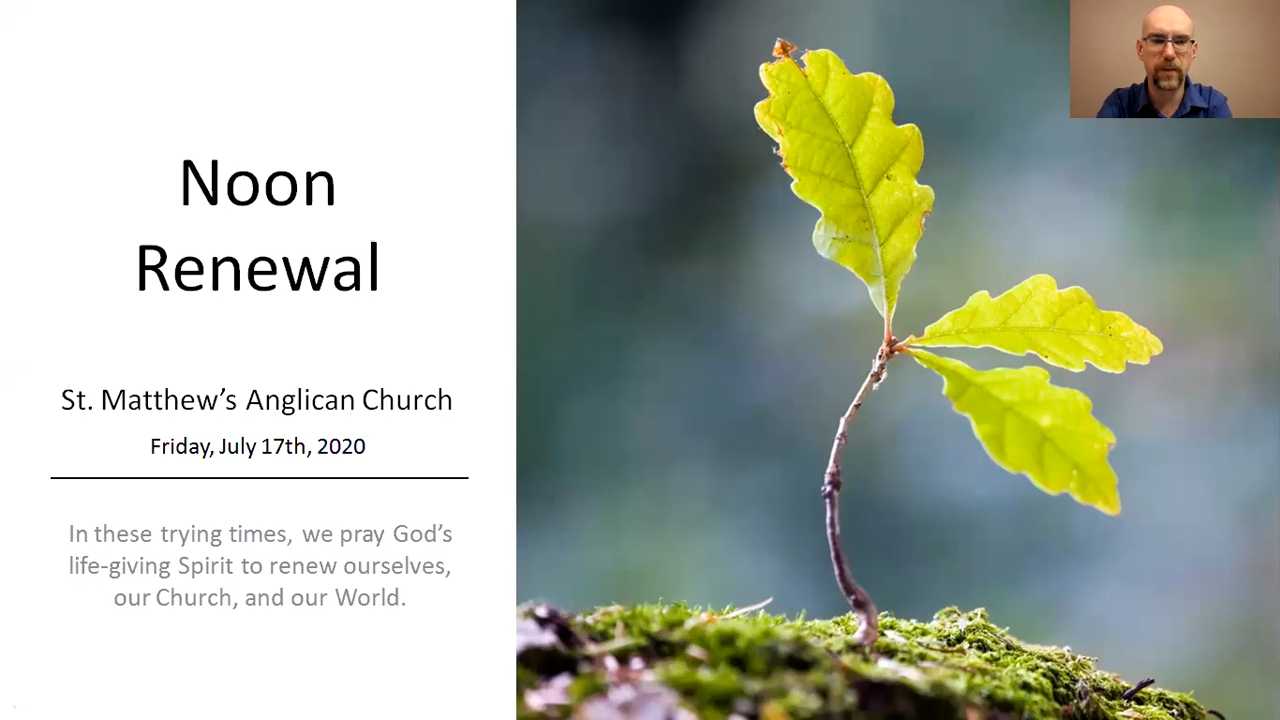 Noon
Renewal
St. Matthew’s Anglican Church
Friday, July 17th, 2020
In these trying times, we pray God’s
life-giving Spirit to renew ourselves,
our Church, and our World.